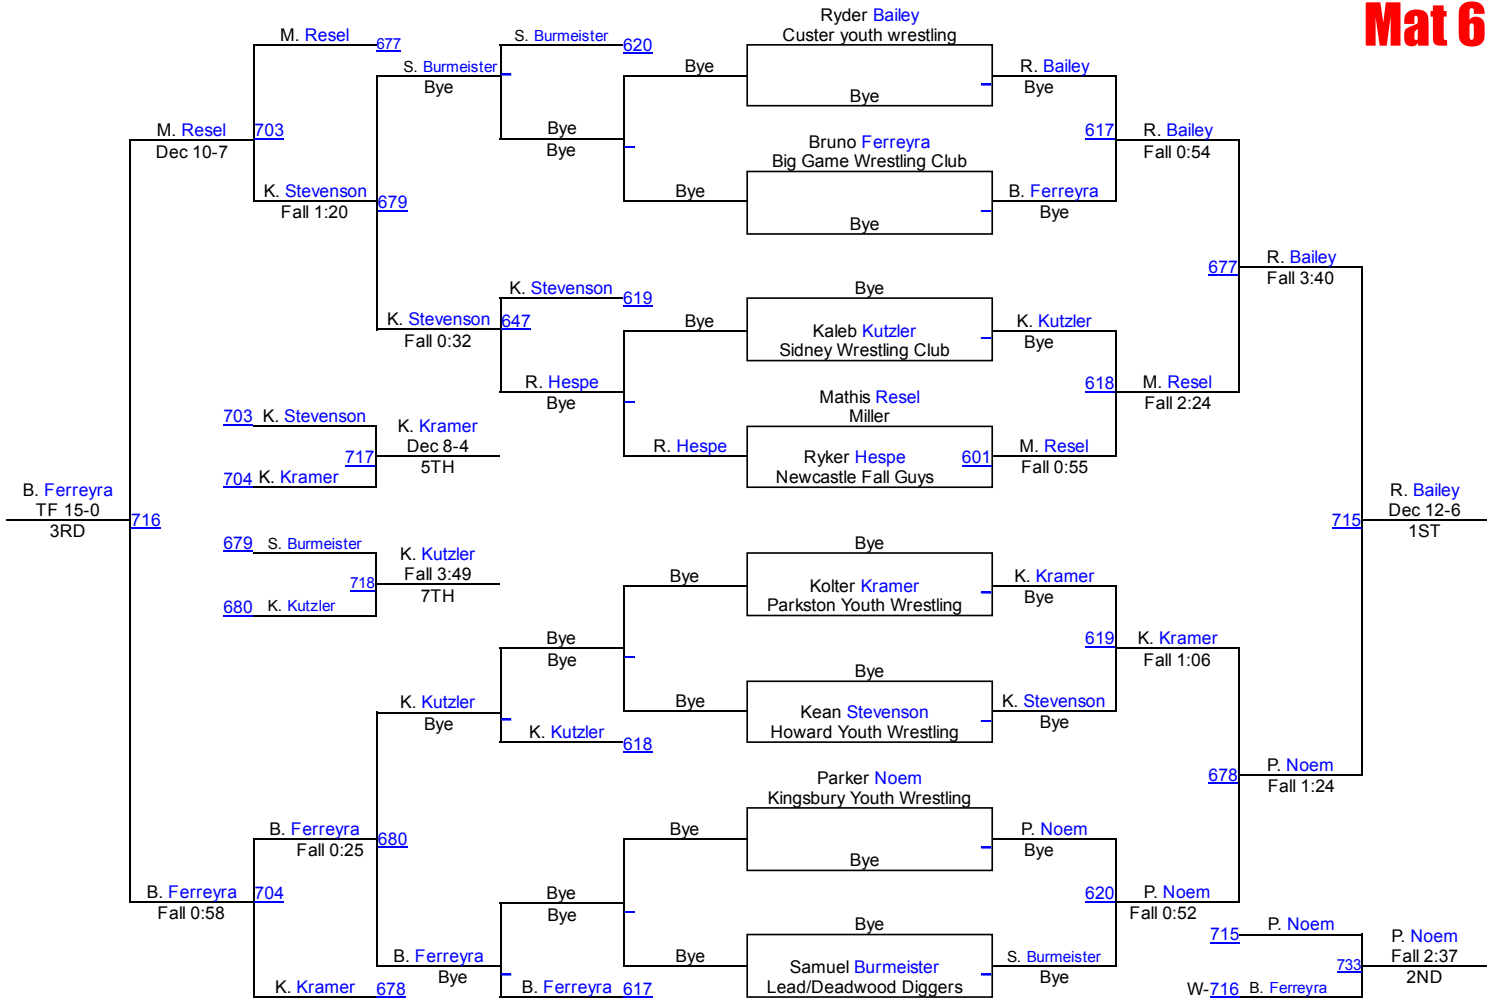 Mat 6
Ryder Bailey
Custer youth wrestling
M. Resel
677
S. Burmeister
620
S. Burmeister
Bye
Bye
Bye
R. Bailey
Bye
M. Resel
Dec 10-7
703
Bye
Bye
Bruno Ferreyra
Big Game Wrestling Club
617
R. Bailey
Fall 0:54
K. Stevenson
Fall 1:20
679
Bye
Bye
B. Ferreyra
Bye
677
R. Bailey
Fall 3:40
K. Stevenson
619
Bye
K. Stevenson
Fall 0:32
647
Bye
Kaleb Kutzler
Sidney Wrestling Club
K. Kutzler
Bye
R. Hespe
Bye
Mathis Resel
Miller
618
M. Resel
Fall 2:24
703 K. Stevenson
717
704 K. Kramer
K. Kramer
Dec 8-4
5TH
R. Hespe
Ryker Hespe
Newcastle Fall Guys
601
M. Resel
Fall 0:55
B. Ferreyra
TF 15-0
3RD
716
715
R. Bailey
Dec 12-6
1ST
679 S. Burmeister
718
680 K. Kutzler
K. Kutzler
Fall 3:49
7TH
Bye
Bye
Kolter Kramer
Parkston Youth Wrestling
K. Kramer
Bye
Bye
Bye
619
K. Kramer
Fall 1:06
K. Kutzler
Bye
Bye
Bye
Kean Stevenson
Howard Youth Wrestling
K. Stevenson
Bye
K. Kutzler
618
Parker Noem
Kingsbury Youth Wrestling
678
P. Noem
Fall 1:24
B. Ferreyra
Fall 0:25
680
Bye
Bye
P. Noem
Bye
B. Ferreyra
Fall 0:58
704
Bye
Bye
620
P. Noem
Fall 0:52
B. Ferreyra
Bye
Bye
Bye
Samuel Burmeister
Lead/Deadwood Diggers
S. Burmeister
Bye
K. Kramer
678
B. Ferreyra
617
715
P. Noem
733
W-716 B. Ferreyra
P. Noem
Fall 2:37
2ND